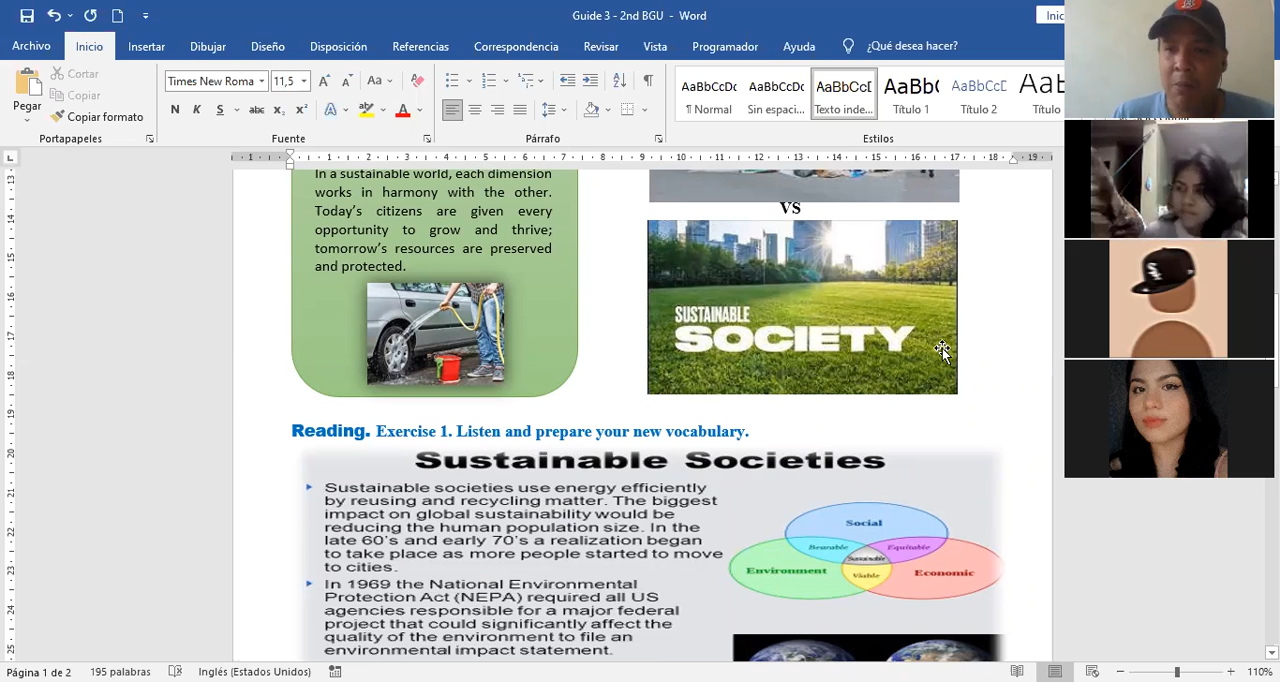 Guide 3 - 2nd BGU - Word
Inic
Archivo Inicio Insertar Dibujar Diseño Disposición Referencias Correspondencia Revisar Vista Programador Ayuda ¿Qué desea hacer?
Pegar
Cortar
Copiar
Copiar formato
Portapapeles
Times New Roma 11,5
N K S abc x₂ x²
Fuente
Párrafo
AaBbCcDc AaBbCcDc AaBbCcD AaBbC AaBbCcD AaB
¶ Normal Sin espaci... Texto inde... Título 1 Título 2 Título
Estilos
In a sustainable world, each dimension
works in harmony with the other.
Today's citizens are given every
opportunity to grow and thrive;
tomorrow's resources are preserved
and protected.
VS
SUSTAINABLE
SOCIETY
Reading. Exercise 1. Listen and prepare your new vocabulary.
Sustainable Societies
Sustainable societies use energy efficiently
by reusing and recycling matter. The biggest
impact on global sustainability would be
reducing the human population size. In the
late 60's and early 70's a realization began
to take place as more people started to move
to cities.
In 1969 the National Environmental
Protection Act (NEPA) required all US
agencies responsible for a major federal
project that could significantly affect the
quality of the environment to file an
environmental impact statement.
Social
Bearable Equitable
Sustainable
Environment Viable Economic
Página 1 de 2 195 palabras Inglés (Estados Unidos) 110%